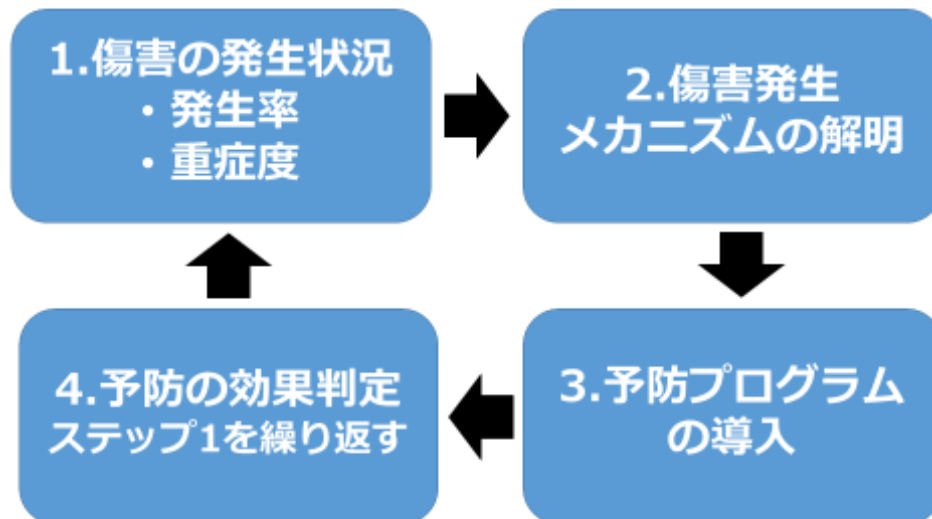 1.傷害の発生状況
・発生率
・重症度
2.傷害発生
メカニズムの解明
3.予防プログラム
の導入
4.予防の効果判定
ステップ1を繰り返す